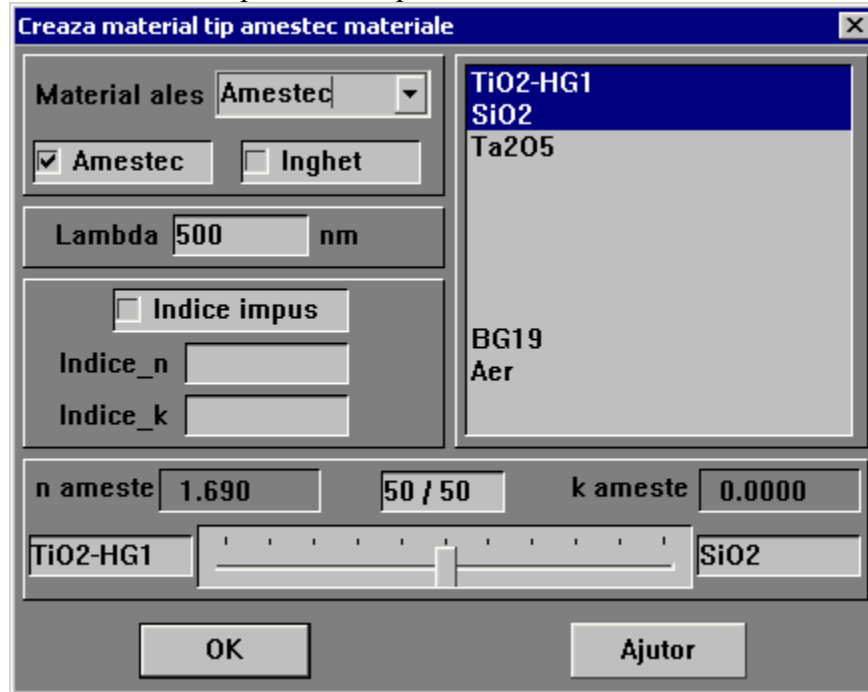 Creaza material tip amestec materiale
Material ales Amestec
Amestec Inghet
Lambda 500 nm
Indice impus
Indice_n
Indice_k
TiO2-HG1
SiO2
Ta2O5
BG19
Aer
n ameste 1.690 50 / 50 k ameste 0.0000
TiO2-HG1 SiO2
OK Ajutor